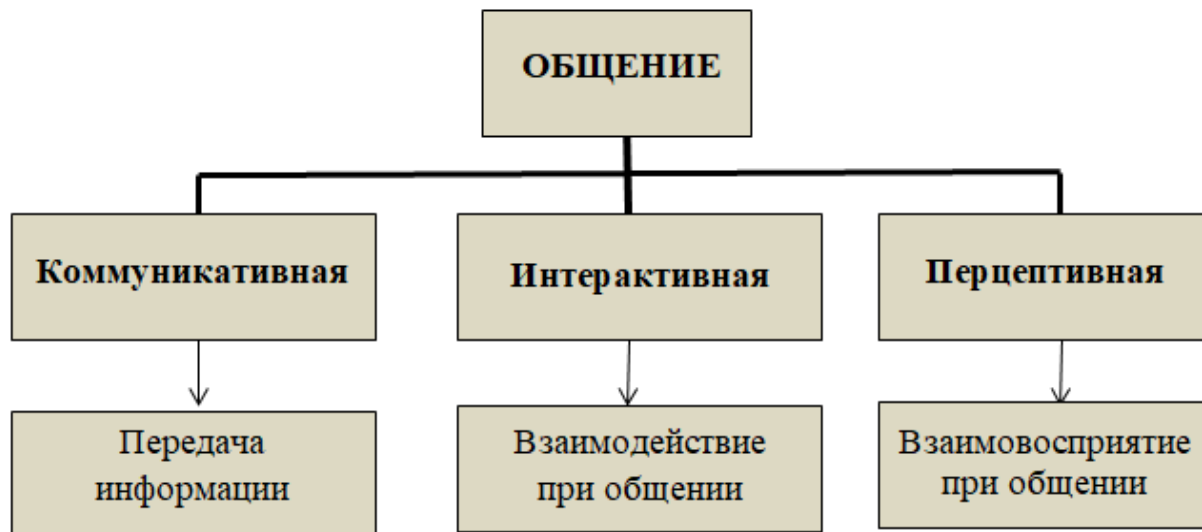 ОБЩЕНИЕ
Коммуникативная
Интерактивная
Перцептивная
Передача
информации
Взаимодействие
при общении
Взаимовосприятие
при общении